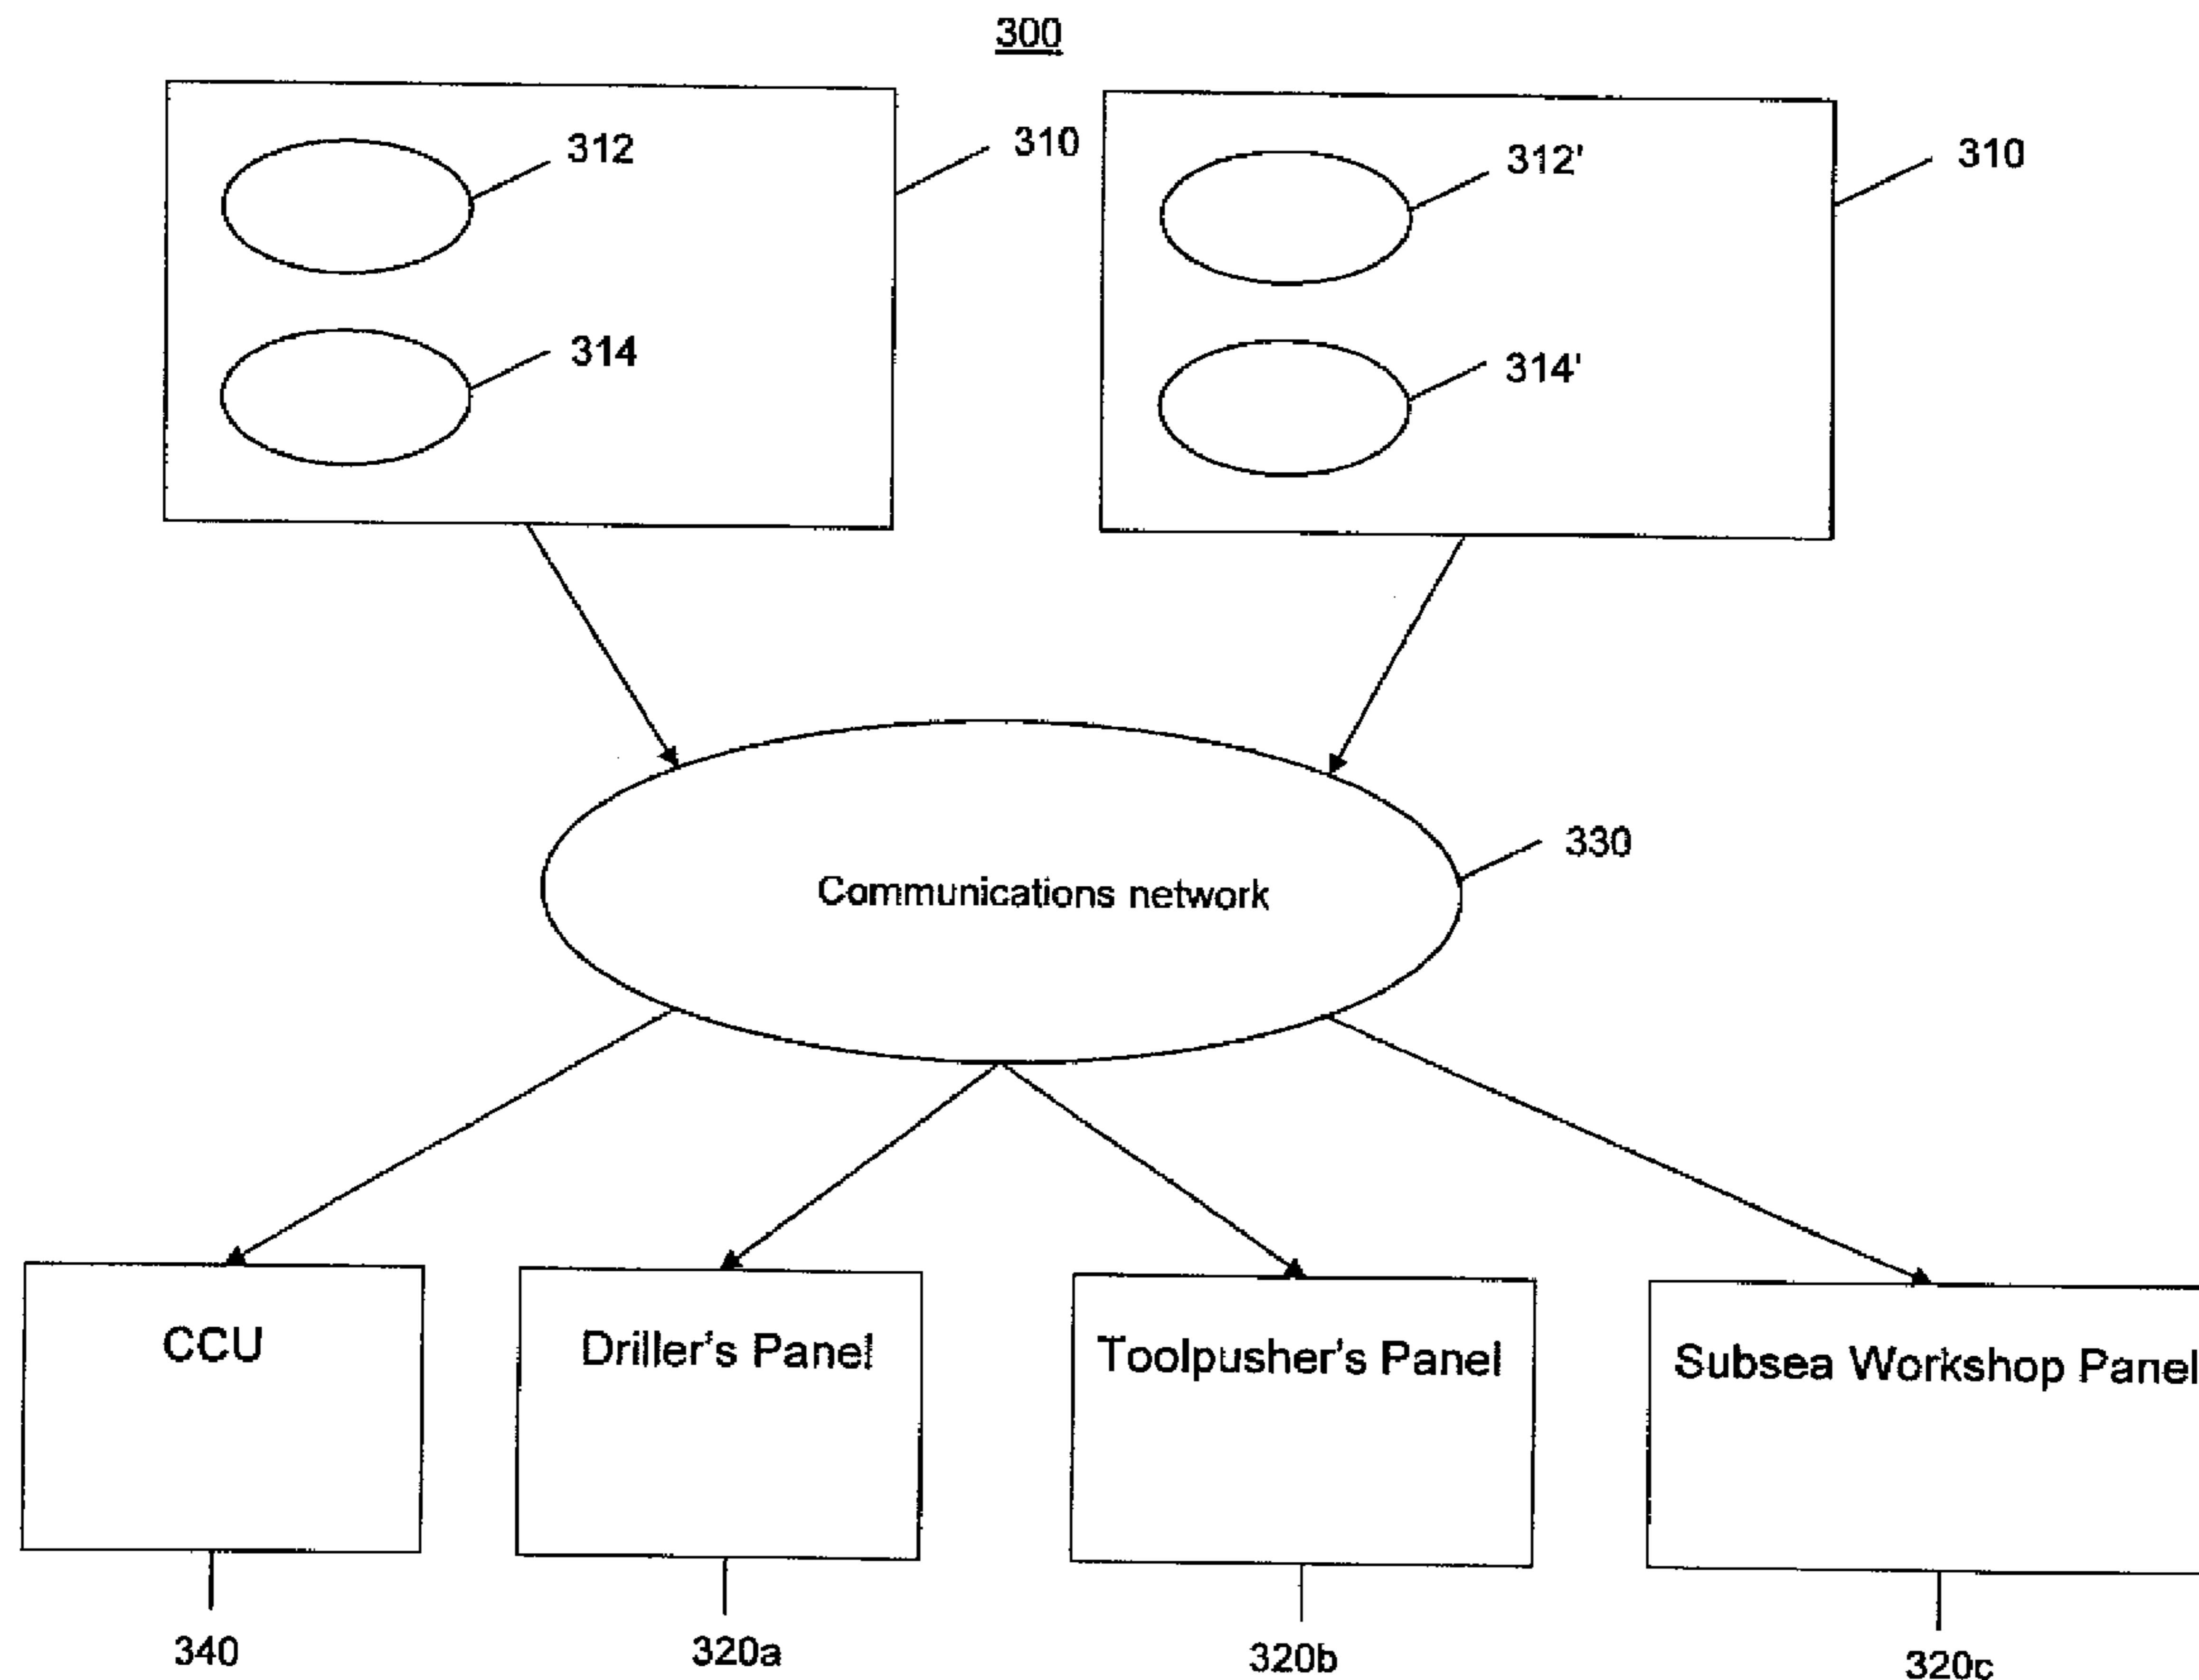 300
312
310
312'
310
314
314'
330
Communications network
CCU
Driller's Panel
Toolpusher's Panel
Subsea Workshop Panel
340
320a
320b
320c